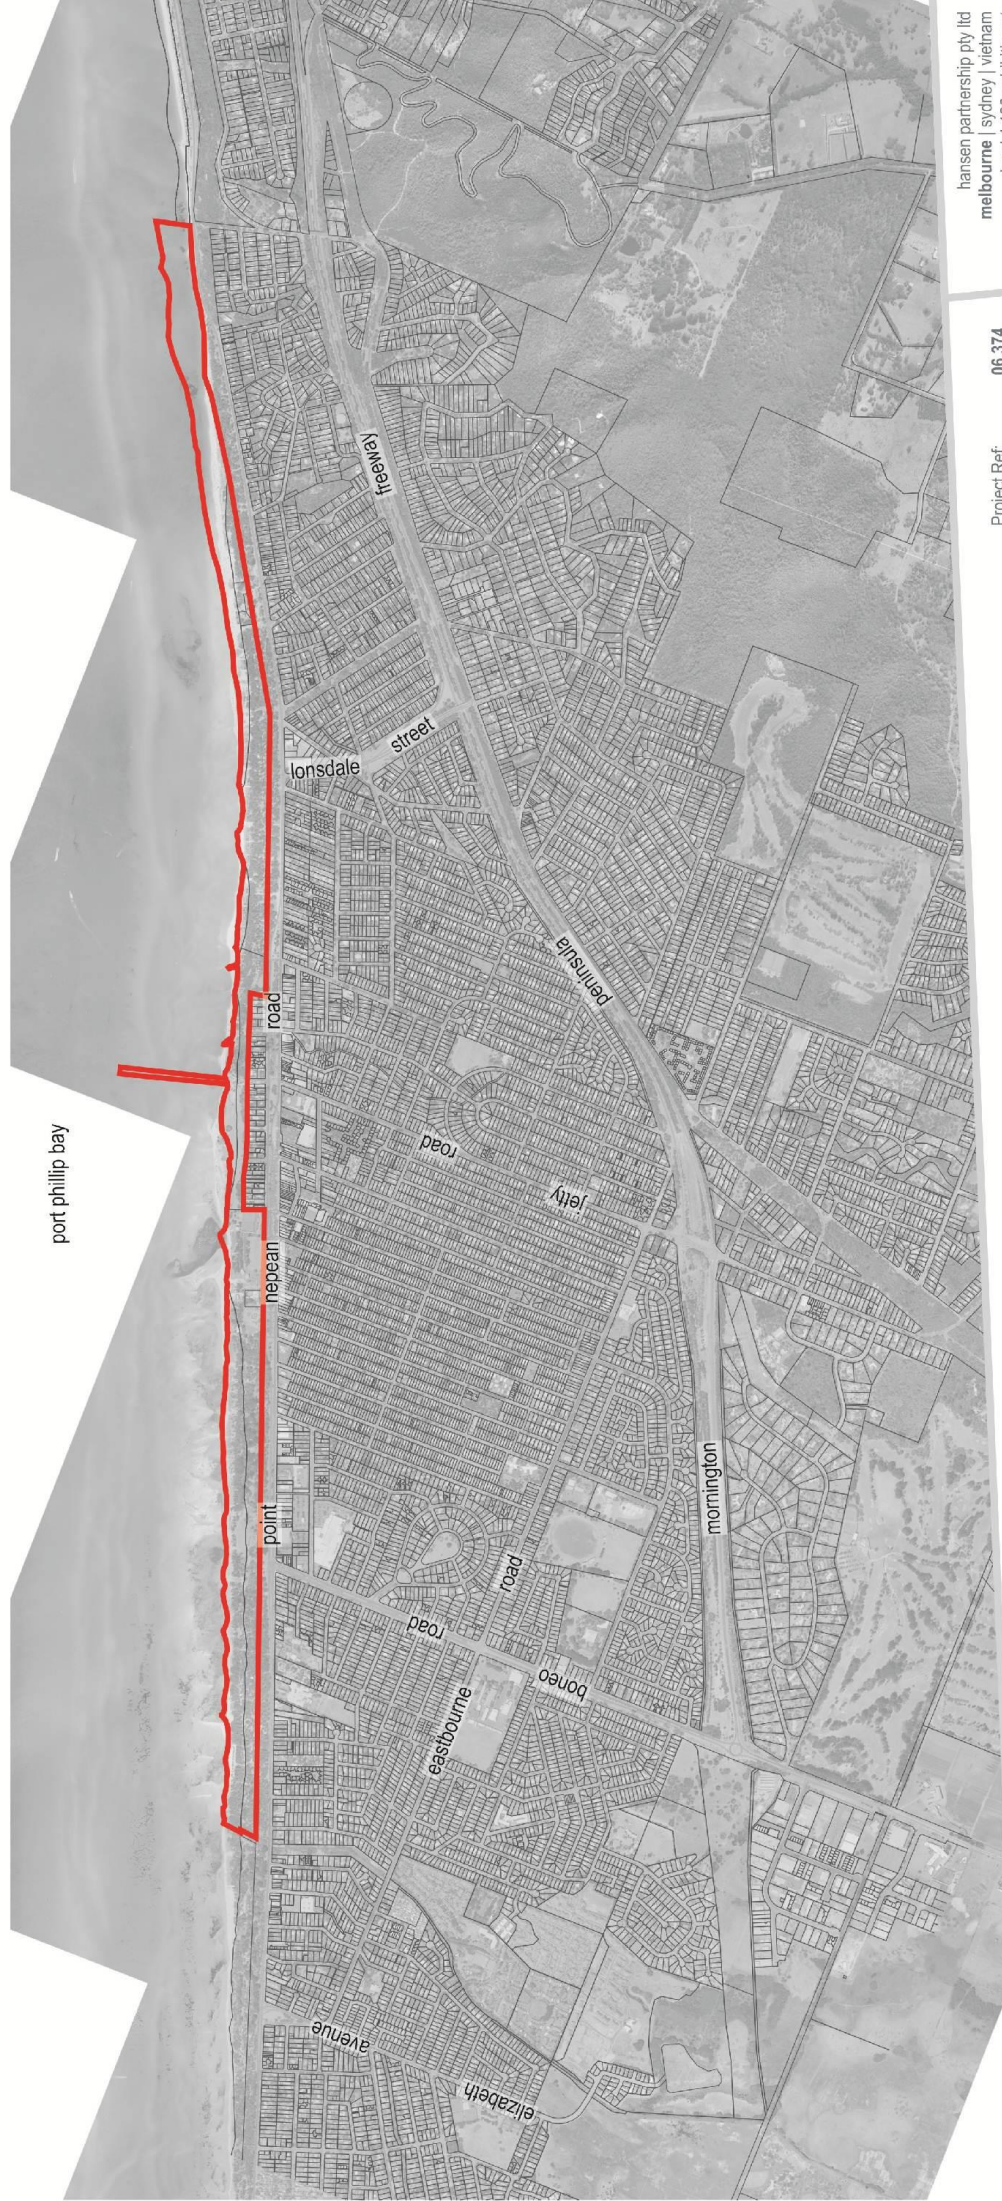 port phillip bay
point
nepean
road
lonsdale
street
freeway
peninsula
mornington
jetty
road
eastbourne
road
boneo
road
elizabeth
avenue
hansen partnership pty ltd
melbourne | sydney | vietnam
Project Ref:
06.374